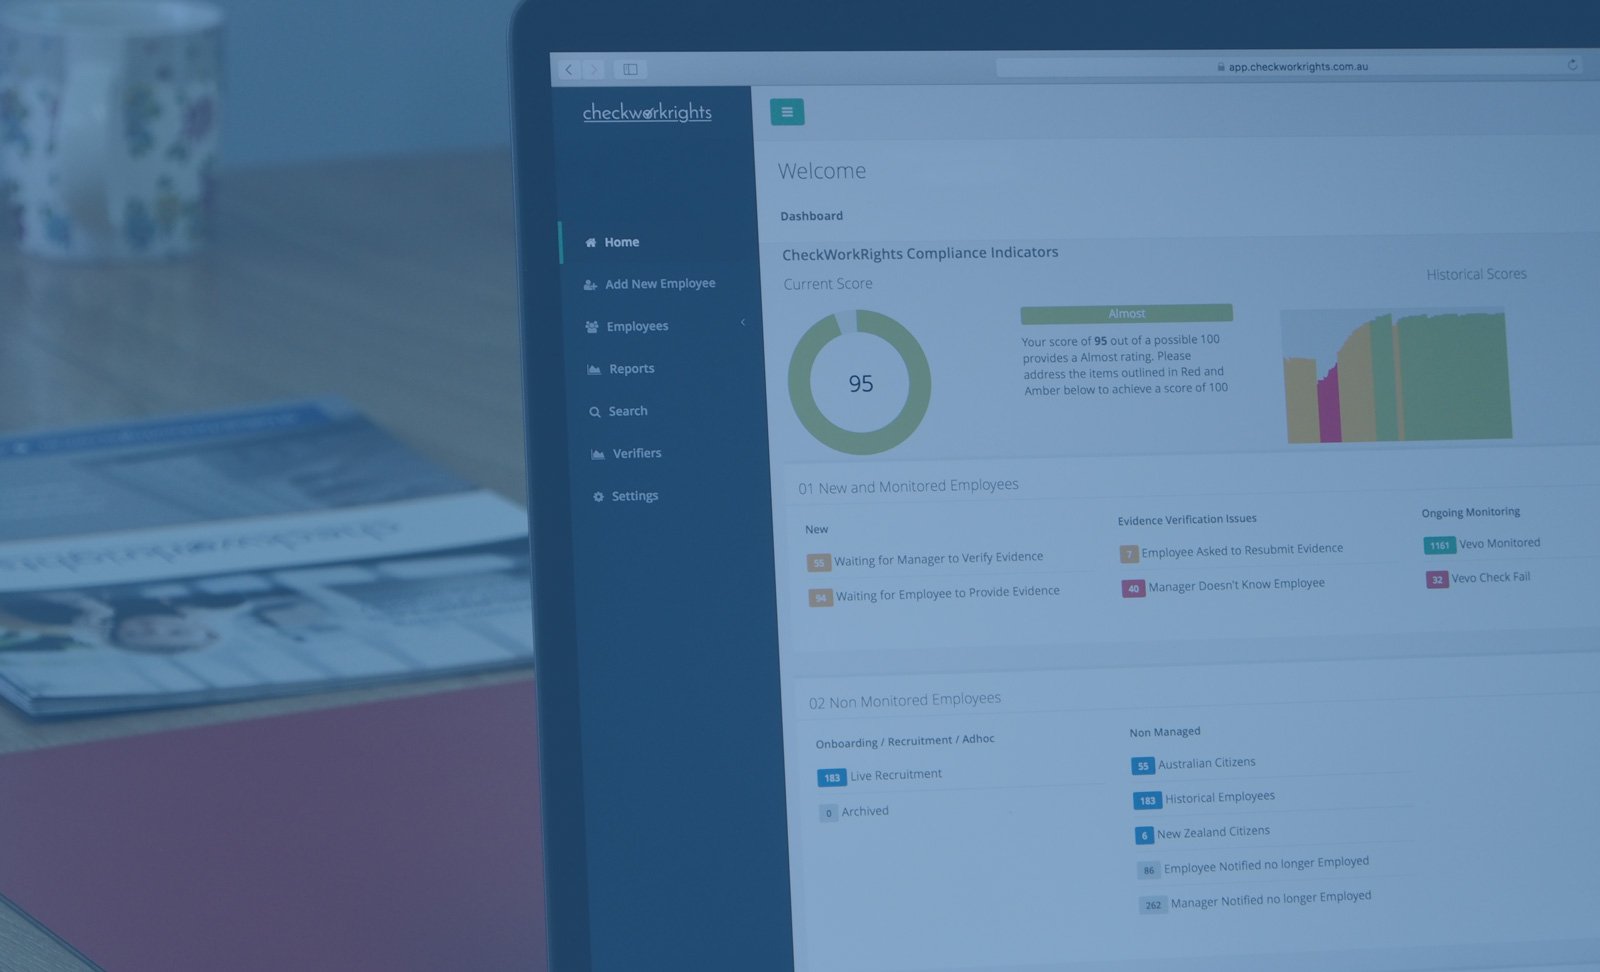 app.checkworkrights.com.au
checkworkrights
Welcome
Dashboard
Home
Add New Employee
Employees
Reports
Search
Verifiers
Settings
CheckWorkRights Compliance Indicators
Current Score
Historical Scores
95
Almost
Your score of 95 out of a possible 100
provides a Almost rating. Please
address the items outlined in Red and
Amber below to achieve a score of 100
01 New and Monitored Employees
New
55 Waiting for Manager to Verify Evidence
94 Waiting for Employee to Provide Evidence
Evidence Verification Issues
7 Employee Asked to Resubmit Evidence
40 Manager Doesn't Know Employee
Ongoing Monitoring
1161 Vevo Monitored
32 Vevo Check Fail
02 Non Monitored Employees
Onboarding / Recruitment / Adhoc
183 Live Recruitment
0 Archived
Non Managed
55 Australian Citizens
183 Historical Employees
6 New Zealand Citizens
86 Employee Notified no longer Employed
262 Manager Notified no longer Employed